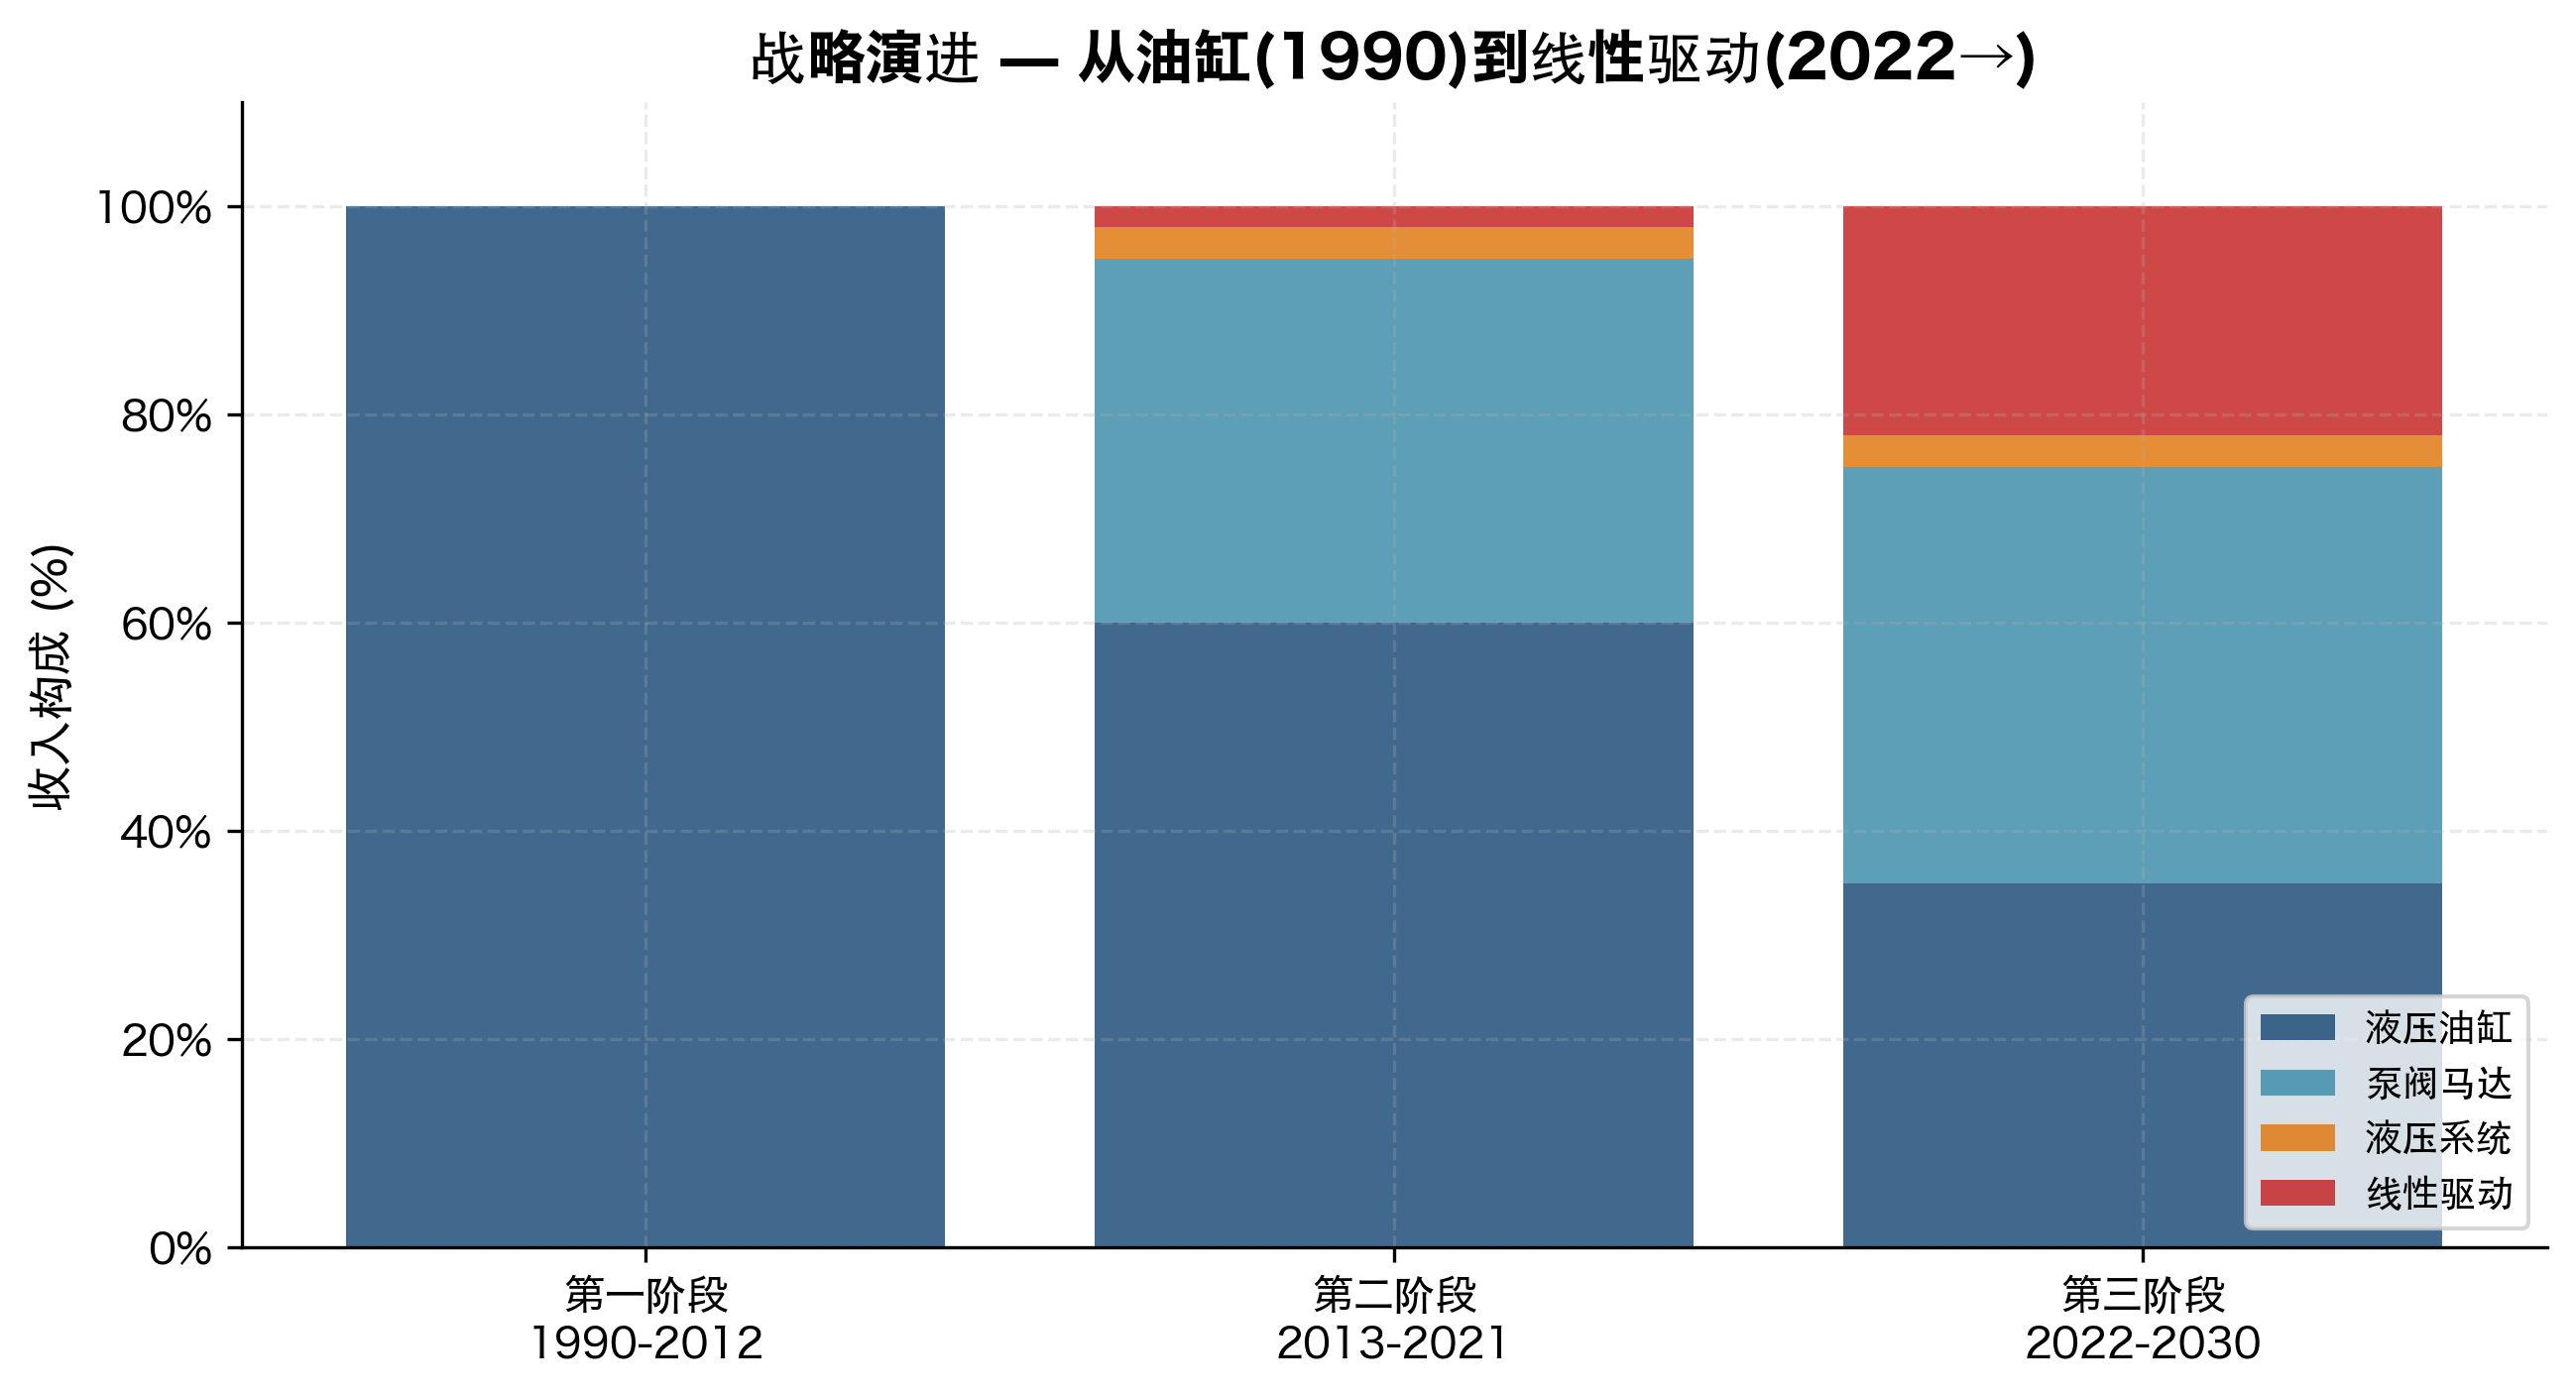 战略演进 — 从油缸(1990)到线性驱动(2022→)
收入构成 (%)
100%
80%
60%
40%
20%
0%
液压油缸
泵阀马达
液压系统
线性驱动
第一阶段
1990-2012
第二阶段
2013-2021
第三阶段
2022-2030